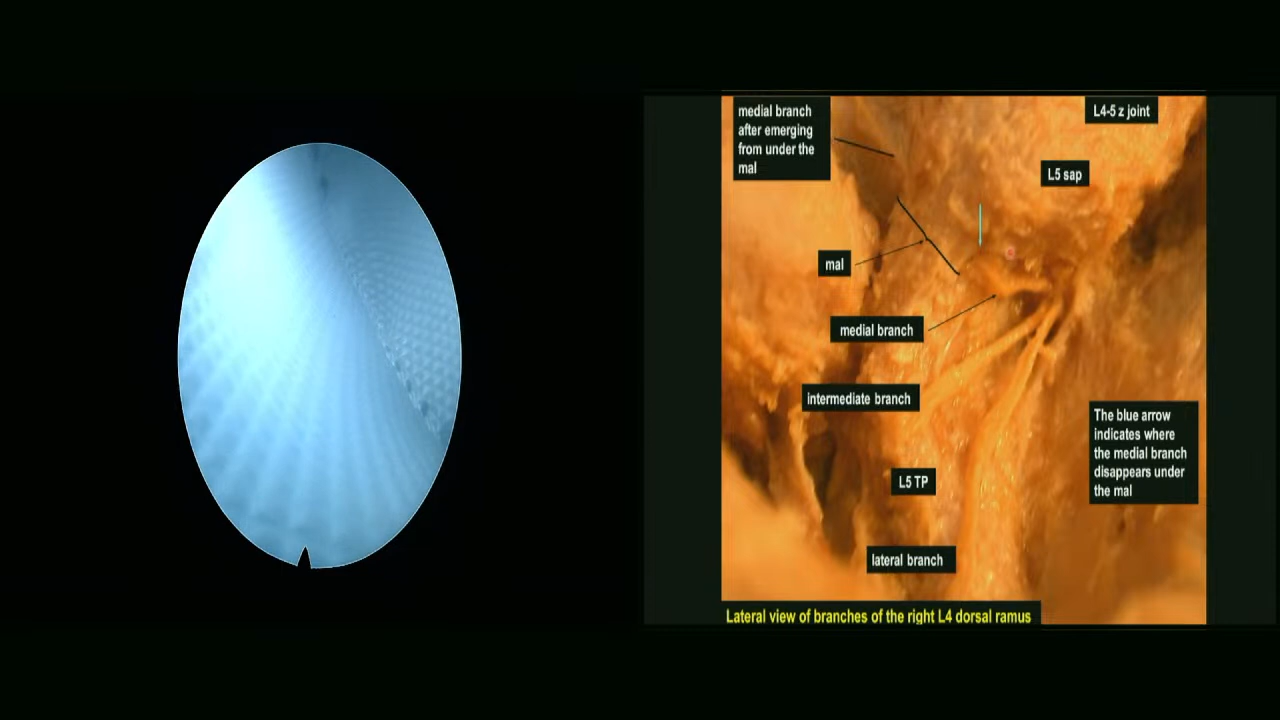 medial branch
after emerging
from under the
mal
L4-5 z joint
L5 sap
mal
medial branch
intermediate branch
The blue arrow
indicates where
the medial branch
disappears under
the mal
L5 TP
lateral branch
Lateral view of branches of the right L4 dorsal ramus